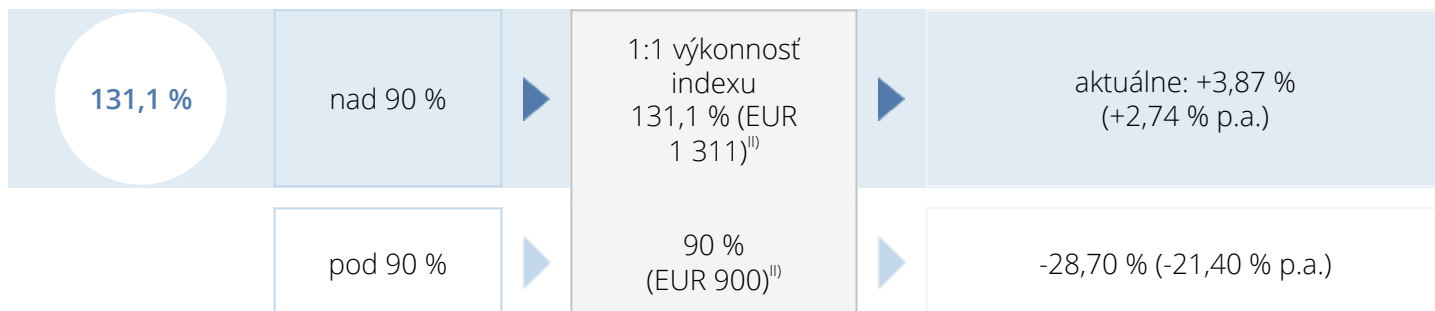 131,1 %
nad 90 %
1:1 výkonnosť
indexu
131,1 % (EUR
1 311)II)
aktuálne: +3,87 %
(+2,74 % p.a.)
pod 90 %
90 %
(EUR 900)II)
-28,70 % (-21,40 % p.a.)